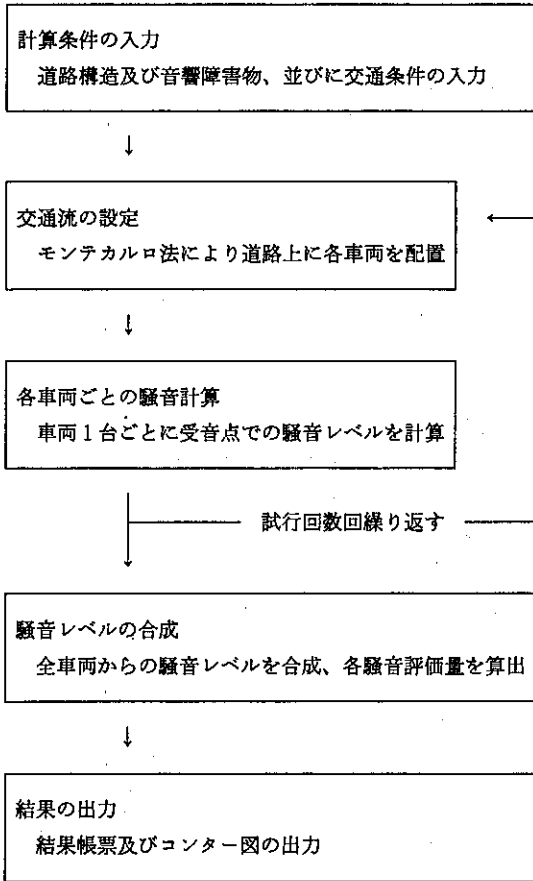 計算条件の入力
道路構造及び音響障害物、並びに交通条件の入力
↓
交通流の設定
モンテカルロ法により道路上に各車両を配置
↓
各車両ごとの騒音計算
車両1台ごとに受音点での騒音レベルを計算
試行回数回繰り返す
騒音レベルの合成
全車両からの騒音レベルを合成、各騒音評価量を算出
↓
結果の出力
結果帳票及びコンター図の出力